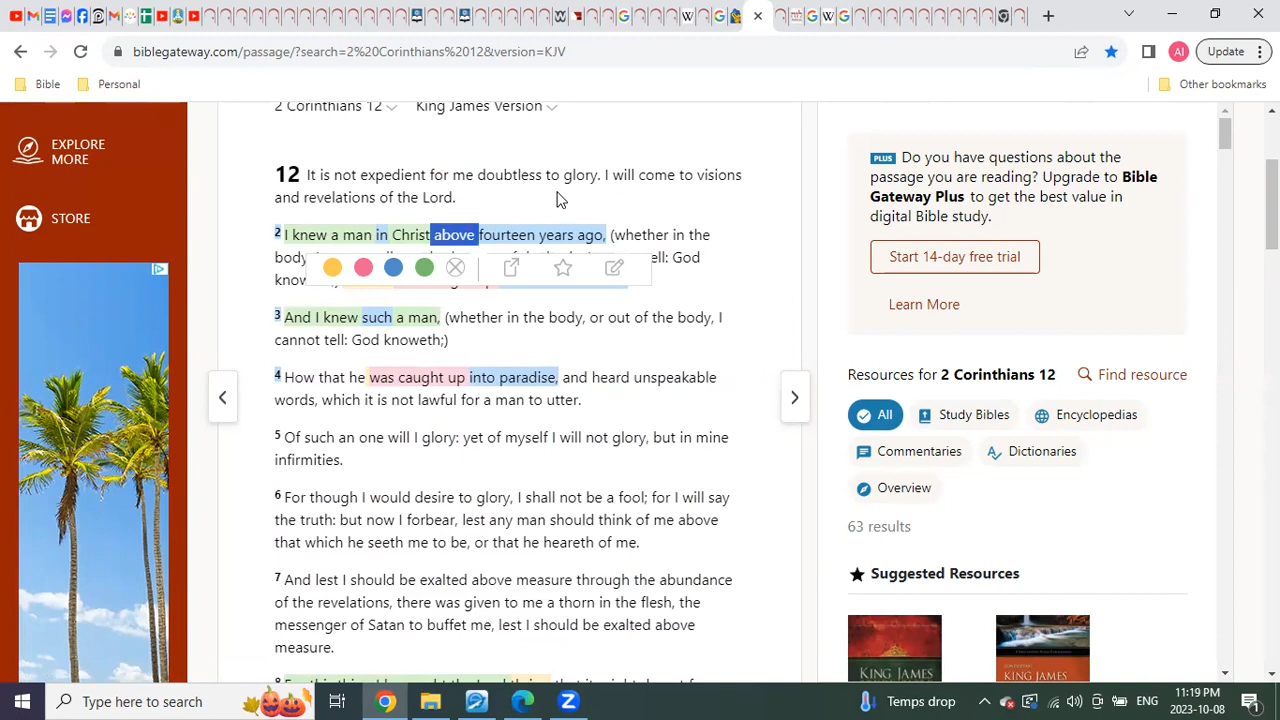 biblegateway.com/passage/?search=2%20Corinthians%2012&version=KJV
Update
Bible
Personal
Other bookmarks
EXPLORE
MORE
STORE
2 Corinthians 12
King James Version
12 It is not expedient for me doubtless to glory. I will come to visions
and revelations of the Lord.
2 I knew a man in Christ above fourteen years ago, (whether in the
body
tell: God
know
3 And I knew such a man, (whether in the body, or out of the body, I
cannot tell: God knoweth;)
4 How that he was caught up into paradise, and heard unspeakable
words, which it is not lawful for a man to utter.
5 Of such an one will I glory: yet of myself I will not glory, but in mine
infirmities.
6 For though I would desire to glory, I shall not be a fool; for I will say
the truth: but now I forbear, lest any man should think of me above
that which he seeth me to be, or that he heareth of me.
7 And lest I should be exalted above measure through the abundance
of the revelations, there was given to me a thorn in the flesh, the
messenger of Satan to buffet me, lest I should be exalted above
measure.
PLUS Do you have questions about the
passage you are reading? Upgrade to Bible
Gateway Plus to get the best value in
digital Bible study.
Start 14-day free trial
Learn More
Resources for 2 Corinthians 12
Find resource
All
Study Bibles
Encyclopedias
Commentaries
Dictionaries
Overview
63 results
Suggested Resources
KING JAMES
KING JAMES
Type here to search
Temps drop
ENG
11:19 PM
2023-10-08